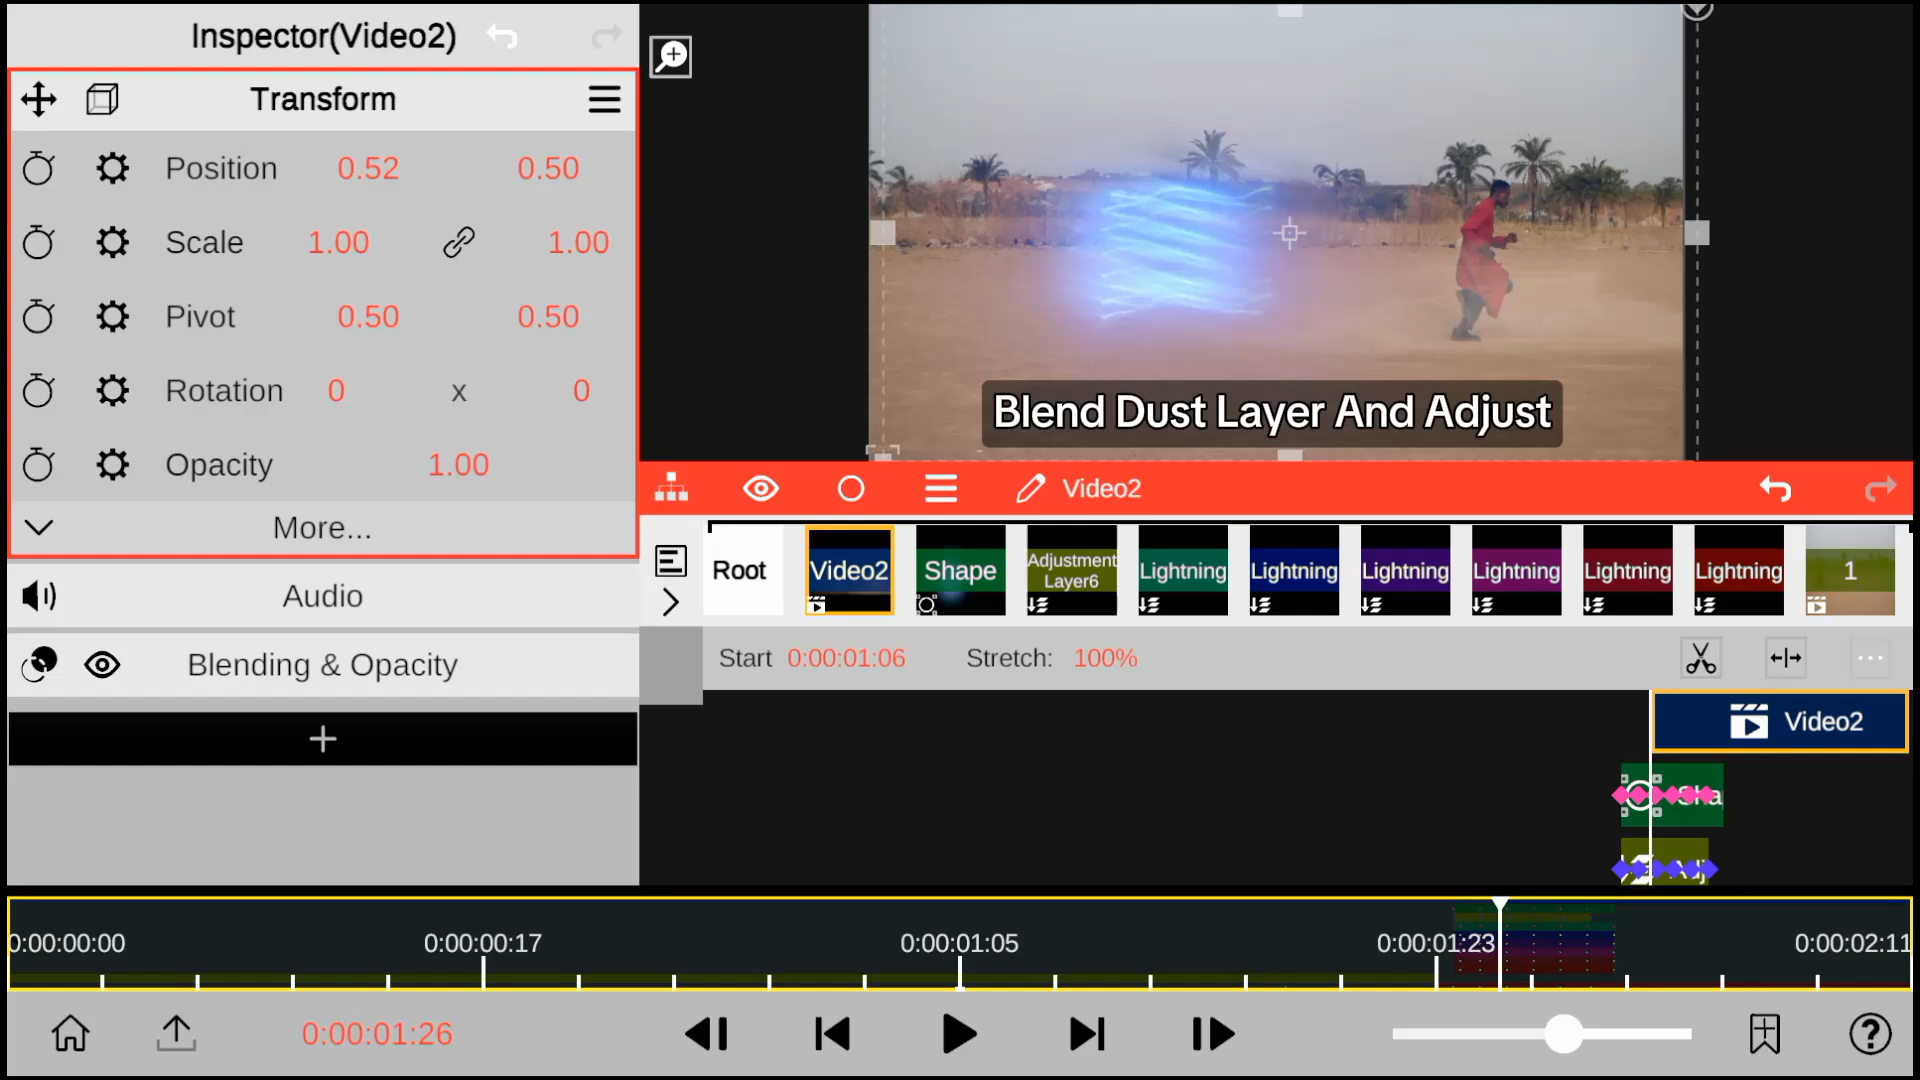 Inspector(Video2)
Transform
Position 0.52 0.50
Scale 1.00 1.00
Pivot 0.50 0.50
Rotation 0 x 0
Opacity 1.00
More...
Audio
Blending & Opacity
+
Blend Dust Layer And Adjust
Video2
Root
Video2
Shape
Adjustment
Layer6
Lightning
Lightning
Lightning
Lightning
Lightning
Lightning
1
Start 0:00:01:06 Stretch: 100%
Video2
Sha
Adj
0:00:00:00 0:00:00:17 0:00:01:05 0:00:01:23 0:00:02:11
0:00:01:26